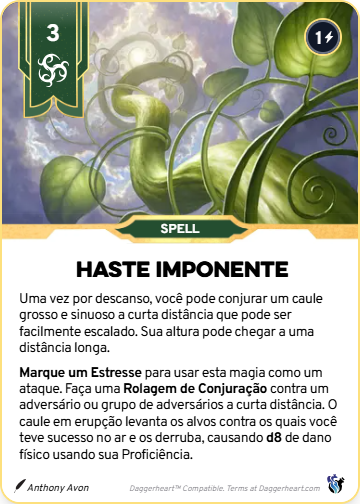 3
1
SPELL
HASTE IMPONENTE
Uma vez por descanso, você pode conjurar um caule
grosso e sinuoso a curta distância que pode ser
facilmente escalado. Sua altura pode chegar a uma
distância longa.
Marque um Estresse para usar esta magia como um
ataque. Faça uma Rolagem de Conjuração contra um
adversário ou grupo de adversários a curta distância. O
caule em erupção levanta os alvos contra os quais você
teve sucesso no ar e os derruba, causando d8 de dano
físico usando sua Proficiência.
Anthony Avon
Daggerheart™ Compatible. Terms at Daggerheart.com